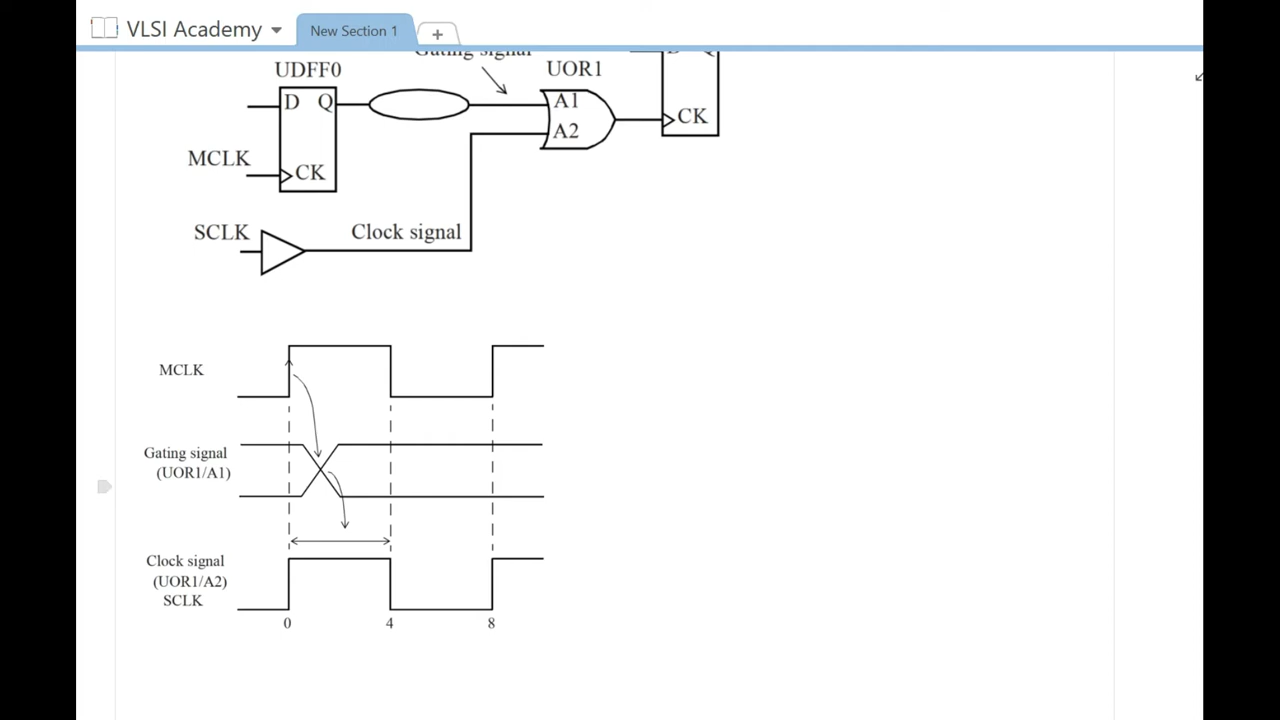 VLSI Academy
New Section 1
+
Gating signal
UDFF0
UOR1
D Q
D Q
A1
A2
CK
MCLK
CK
SCLK
Clock signal
MCLK
Gating signal
(UOR1/A1)
Clock signal
(UOR1/A2)
SCLK
0 4 8